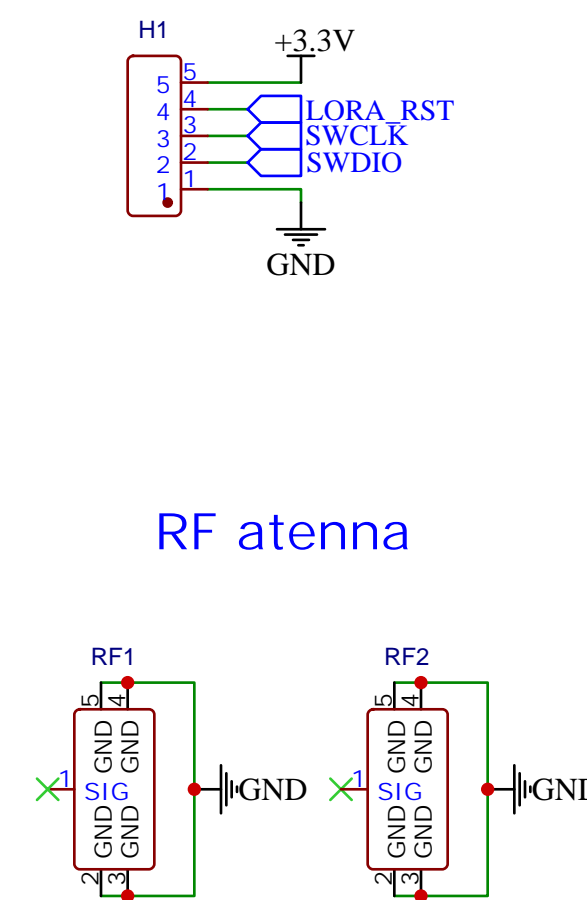 H1
+3.3V
5 5
4 4 LORA_RST
3 3 SWCLK
2 2 SWDIO
1 1
GND
RF atenna
RF1 RF2
5 4 5 4
GND GND GND GND
1 SIG GND 1 SIG
GND GND GND GND
2 3 2 3